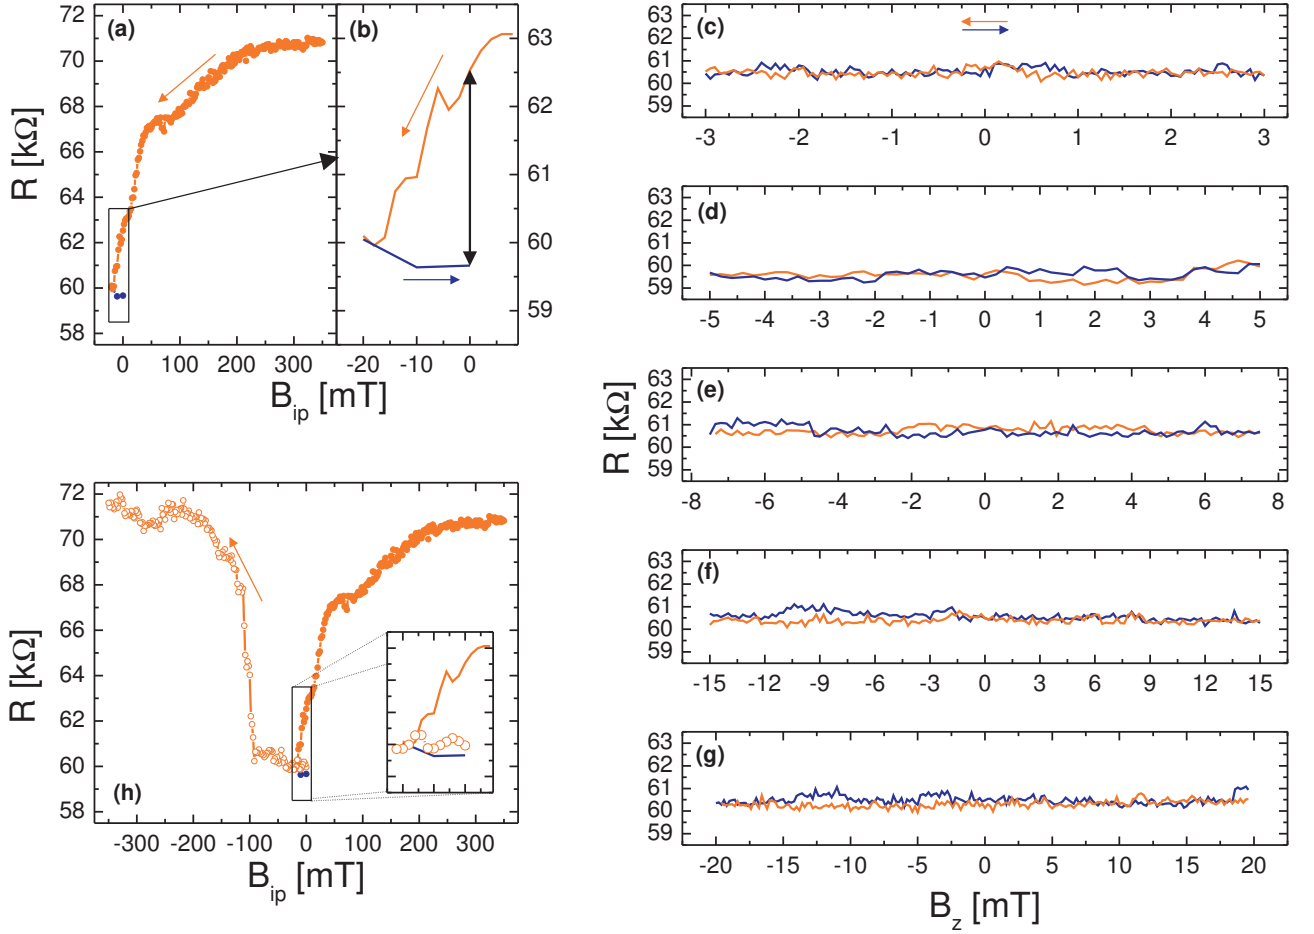 (a)
72
70
68
66
64
62
60
58
R [kΩ]
0 100 200 300
B_ip [mT]
(b)
63
62
61
60
59
-20 -10 0
(c)
63
62
61
60
59
-3 -2 -1 0 1 2 3
(d)
63
62
61
60
59
-5 -4 -3 -2 -1 0 1 2 3 4 5
(e)
63
62
61
60
59
R [kΩ]
-8 -6 -4 -2 0 2 4 6 8
(f)
63
62
61
60
59
-15 -12 -9 -6 -3 0 3 6 9 12 15
(g)
63
62
61
60
59
-20 -15 -10 -5 0 5 10 15 20
B_z [mT]
(h)
72
70
68
66
64
62
60
58
R [kΩ]
-300 -200 -100 0 100 200 300
B_ip [mT]